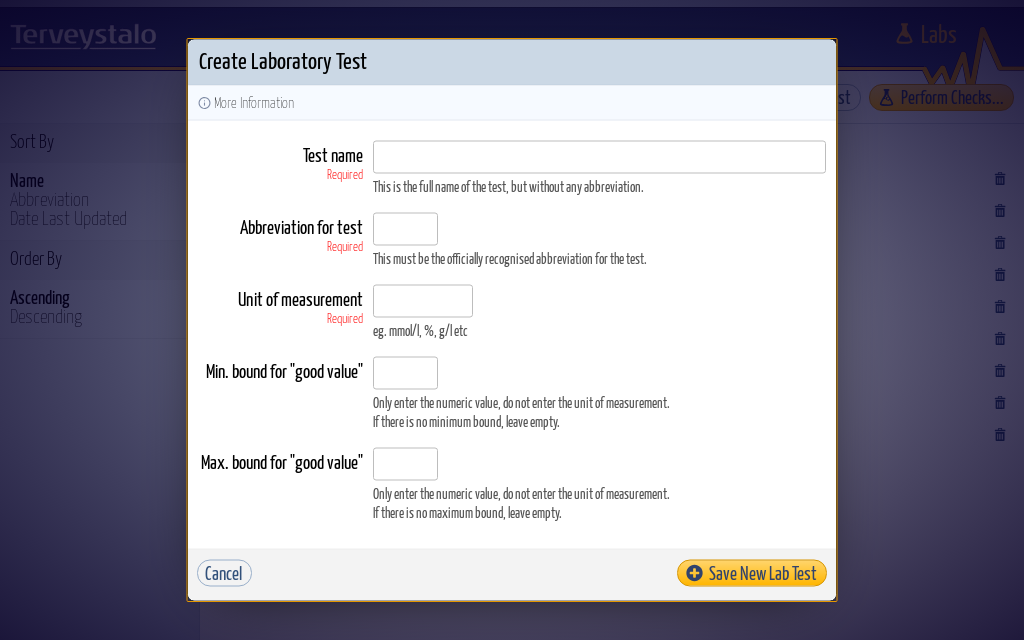 Terveystalo
Labs
Create Laboratory Test
More Information
st
Perform Checks...
Sort By
Name
Abbreviation
Date Last Updated
Order By
Ascending
Descending
Test name
Required
This is the full name of the test, but without any abbreviation.
Abbreviation for test
Required
This must be the officially recognised abbreviation for the test.
Unit of measurement
Required
eg. mmol/l, %, g/l etc
Min. bound for "good value"
Only enter the numeric value, do not enter the unit of measurement.
If there is no minimum bound, leave empty.
Max. bound for "good value"
Only enter the numeric value, do not enter the unit of measurement.
If there is no maximum bound, leave empty.
Cancel
Save New Lab Test